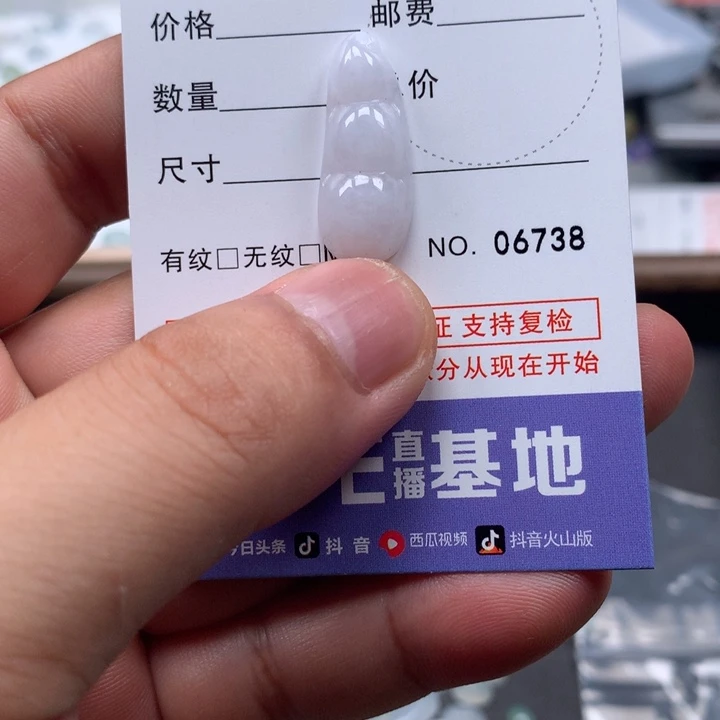 价格 邮费
数量 价
尺寸
有纹□无纹□ NO. 06738
证 支持复检
分从现在开始
直播基地
今日头条 抖音 西瓜视频 抖音火山版